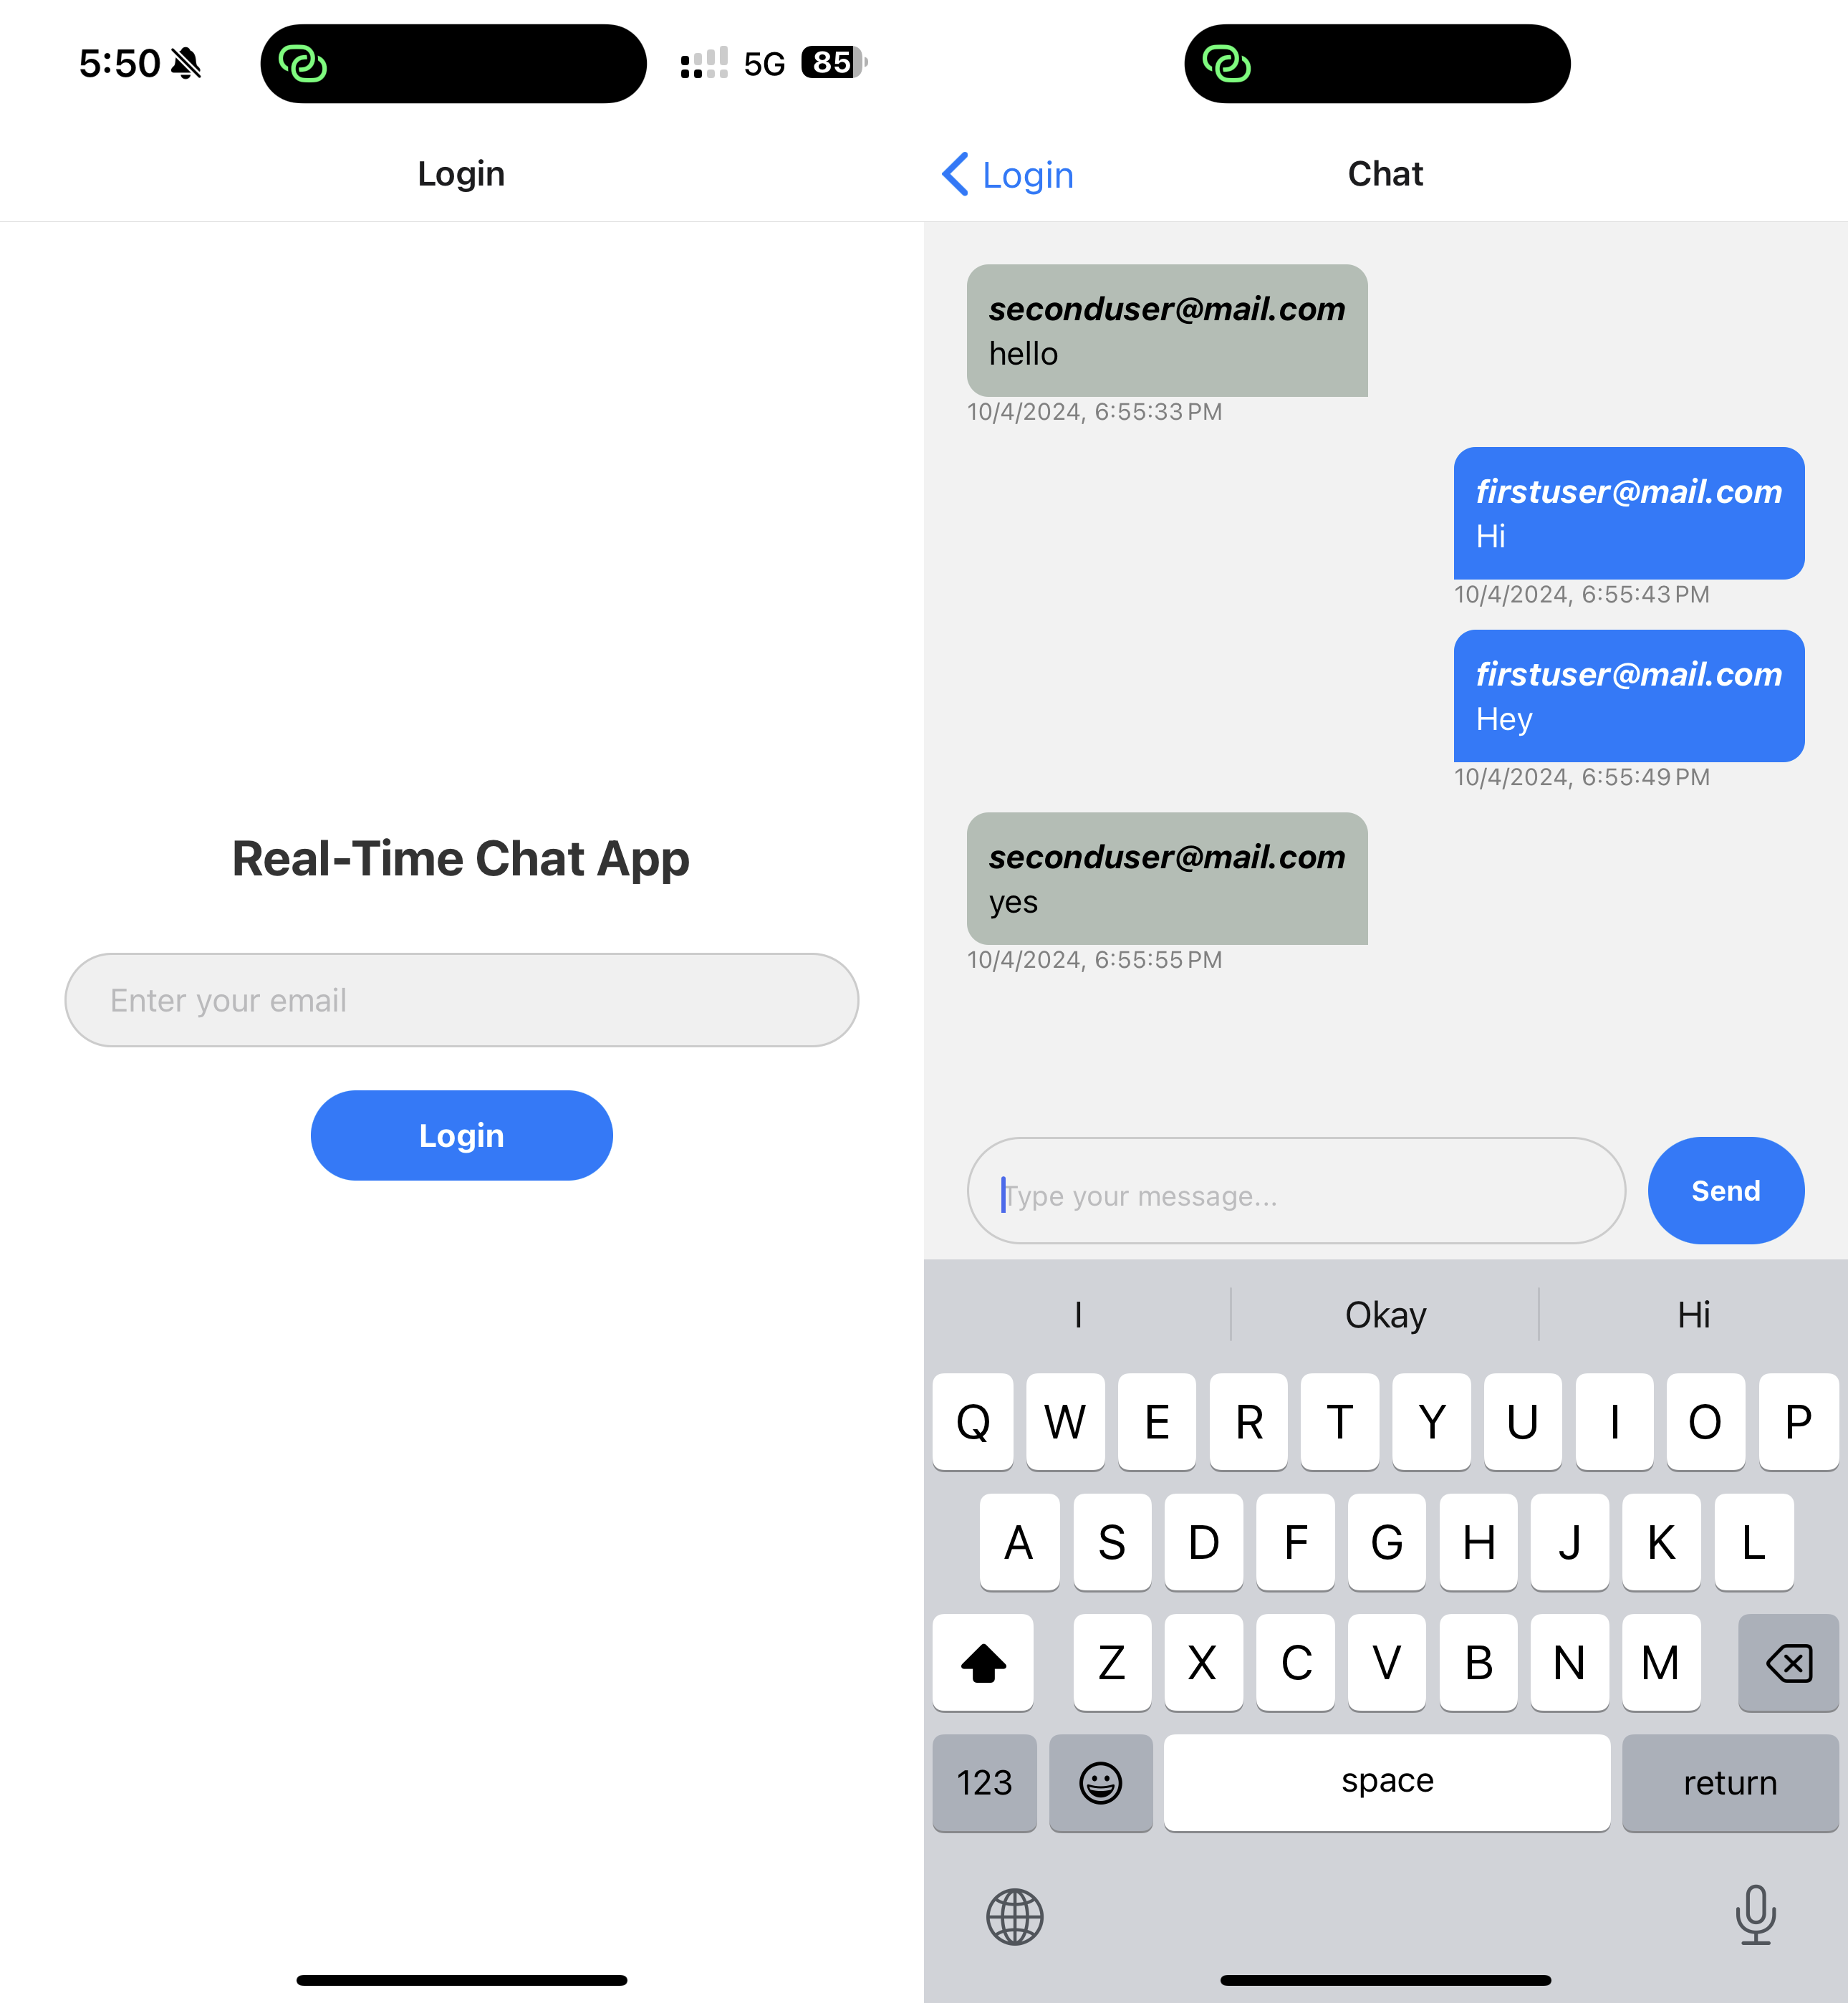 5:50 5G 85
Login
Real-Time Chat App
Enter your email
Login
Login Chat
seconduser@mail.com
hello
10/4/2024, 6:55:33 PM
firstuser@mail.com
Hi
10/4/2024, 6:55:43 PM
firstuser@mail.com
Hey
10/4/2024, 6:55:49 PM
seconduser@mail.com
yes
10/4/2024, 6:55:55 PM
Type your message...
Send
I Okay Hi
Q W E R T Y U I O P
A S D F G H J K L
Z X C V B N M
123 space return